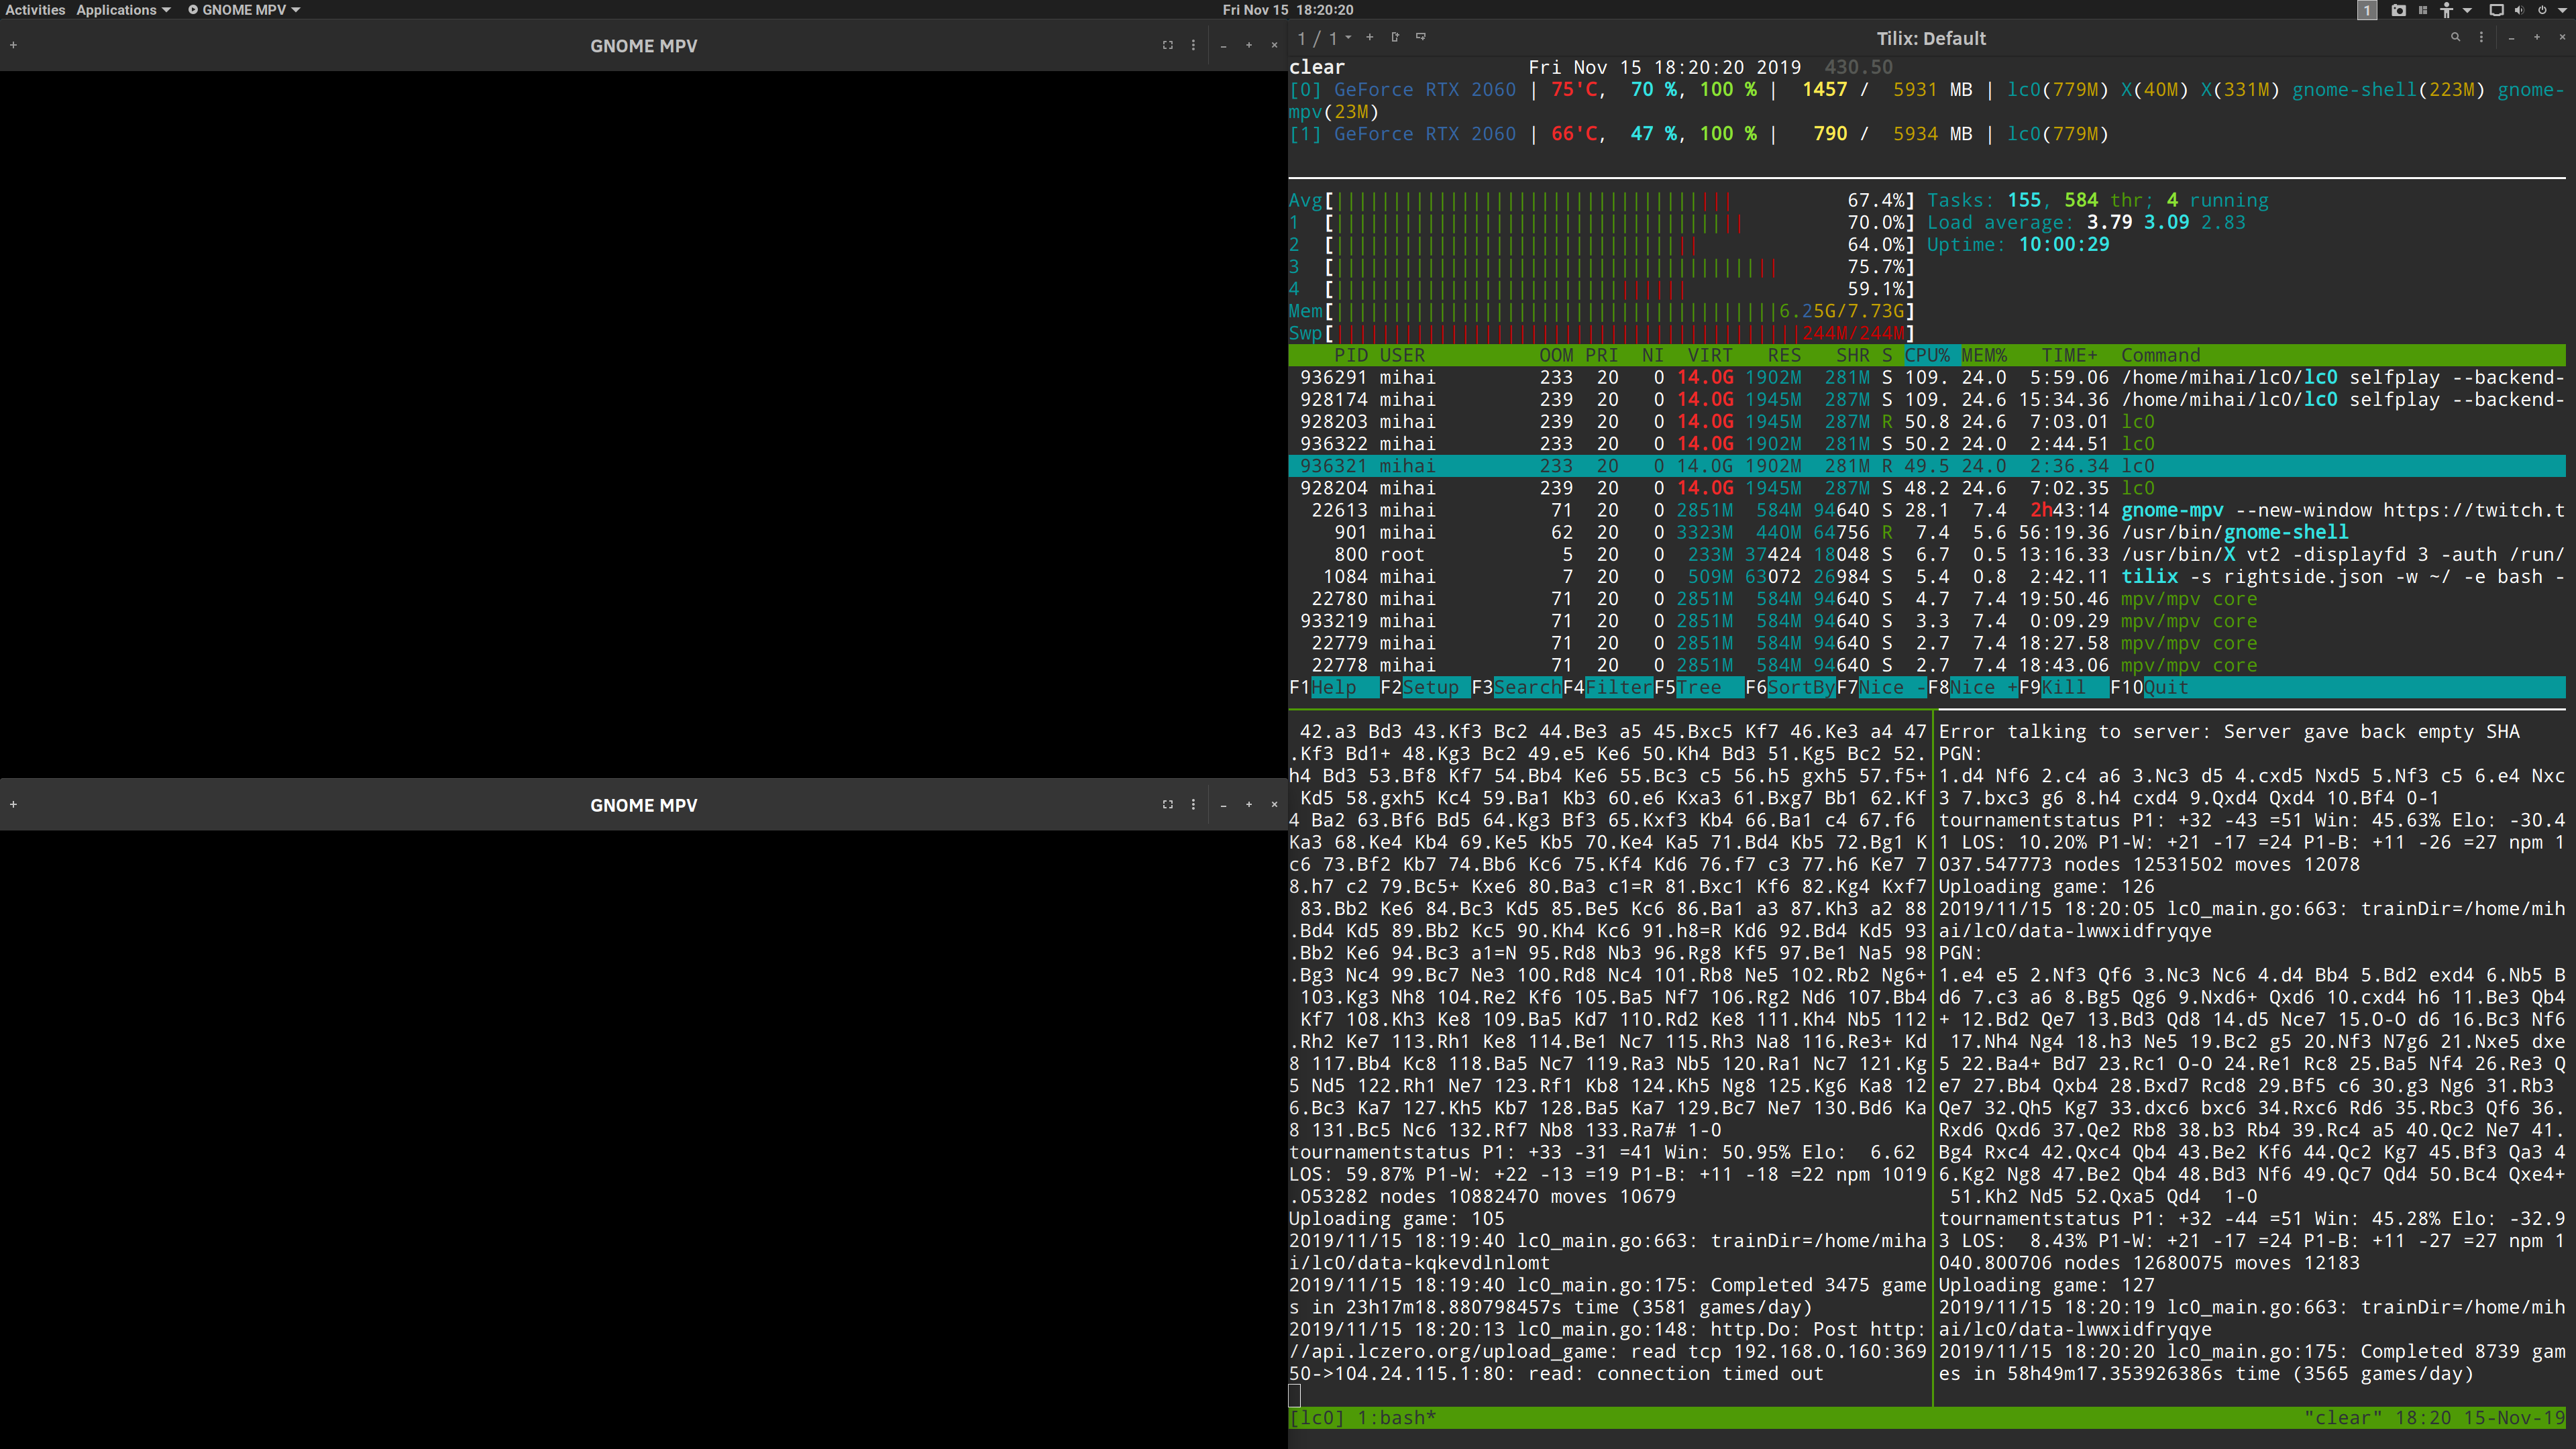 Activities Applications GNOME MPV Fri Nov 15 18:20:20 1
GNOME MPV
GNOME MPV
1 / 1 Tilix: Default
clear Fri Nov 15 18:20:20 2019 430.50
[0] GeForce RTX 2060 | 75'C, 70 %, 100 % | 1457 / 5931 MB | lc0(779M) X(40M) X(331M) gnome-shell(223M) gnome-
mpv(23M)
[1] GeForce RTX 2060 | 66'C, 47 %, 100 % | 790 / 5934 MB | lc0(779M)
Avg[ 67.4%] Tasks: 155, 584 thr; 4 running
1 [ 70.0%] Load average: 3.79 3.09 2.83
2 [ 64.0%] Uptime: 10:00:29
3 [ 75.7%]
4 [ 59.1%]
Mem[ 6.25G/7.73G]
Swp[ 244M/244M]
PID USER OOM PRI NI VIRT RES SHR S CPU% MEM% TIME+ Command
936291 mihai 233 20 0 14.0G 1902M 281M S 109. 24.0 5:59.06 /home/mihai/lc0/lc0 selfplay --backend-
928174 mihai 239 20 0 14.0G 1945M 287M S 109. 24.6 15:34.36 /home/mihai/lc0/lc0 selfplay --backend-
928203 mihai 239 20 0 14.0G 1945M 287M R 50.8 24.6 7:03.01 lc0
936322 mihai 233 20 0 14.0G 1902M 281M S 50.2 24.0 2:44.51 lc0
936321 mihai 233 20 0 14.0G 1902M 281M R 49.5 24.0 2:36.34 lc0
928204 mihai 239 20 0 14.0G 1945M 287M S 48.2 24.6 7:02.35 lc0
22613 mihai 71 20 0 2851M 584M 94640 S 28.1 7.4 2h43:14 gnome-mpv --new-window https://twitch.t
901 mihai 62 20 0 3323M 440M 64756 R 7.4 5.6 56:19.36 /usr/bin/gnome-shell
800 root 5 20 0 233M 37424 18048 S 6.7 0.5 13:16.33 /usr/bin/X vt2 -displayfd 3 -auth /run/
1084 mihai 7 20 0 509M 63072 26984 S 5.4 0.8 2:42.11 tilix -s rightside.json -w ~/ -e bash -
22780 mihai 71 20 0 2851M 584M 94640 S 4.7 7.4 19:50.46 mpv/mpv core
933219 mihai 71 20 0 2851M 584M 94640 S 3.3 7.4 0:09.29 mpv/mpv core
22779 mihai 71 20 0 2851M 584M 94640 S 2.7 7.4 18:27.58 mpv/mpv core
22778 mihai 71 20 0 2851M 584M 94640 S 2.7 7.4 18:43.06 mpv/mpv core
F1Help F2Setup F3SearchF4FilterF5Tree F6SortByF7Nice -F8Nice +F9Kill F10Quit
42.a3 Bd3 43.Kf3 Bc2 44.Be3 a5 45.Bxc5 Kf7 46.Ke3 a4 47
.Kf3 Bd1+ 48.Kg3 Bc2 49.e5 Ke6 50.Kh4 Bd3 51.Kg5 Bc2 52.
h4 Bd3 53.Bf8 Kf7 54.Bb4 Ke6 55.Bc3 c5 56.h5 gxh5 57.f5+
Kd5 58.gxh5 Kc4 59.Ba1 Kb3 60.e6 Kxa3 61.Bxg7 Bb1 62.Kf
4 Ba2 63.Bf6 Bd5 64.Kg3 Bf3 65.Kxf3 Kb4 66.Ba1 c4 67.f6
Ka3 68.Ke4 Kb4 69.Ke5 Kb5 70.Ke4 Ka5 71.Bd4 Kb5 72.Bg1 K
c6 73.Bf2 Kb7 74.Bb6 Kc6 75.Kf4 Kd6 76.f7 c3 77.h6 Ke7 7
8.h7 c2 79.Bc5+ Kxe6 80.Ba3 c1=R 81.Bxc1 Kf6 82.Kg4 Kxf7
83.Bb2 Ke6 84.Bc3 Kd5 85.Be5 Kc6 86.Ba1 a3 87.Kh3 a2 88
.Bd4 Kd5 89.Bb2 Kc5 90.Kh4 Kc6 91.h8=R Kd6 92.Bd4 Kd5 93
.Bb2 Ke6 94.Bc3 a1=N 95.Rd8 Nb3 96.Rg8 Kf5 97.Be1 Na5 98
.Bg3 Nc4 99.Bc7 Ne3 100.Rd8 Nc4 101.Rb8 Ne5 102.Rb2 Ng6+
103.Kg3 Nh8 104.Re2 Kf6 105.Ba5 Nf7 106.Rg2 Nd6 107.Bb4
Kf7 108.Kh3 Ke8 109.Ba5 Kd7 110.Rd2 Ke8 111.Kh4 Nb5 112
.Rh2 Ke7 113.Rh1 Ke8 114.Be1 Nc7 115.Rh3 Na8 116.Re3+ Kd
8 117.Bb4 Kc8 118.Ba5 Nc7 119.Ra3 Nb5 120.Ra1 Nc7 121.Kg
5 Nd5 122.Rh1 Ne7 123.Rf1 Kb8 124.Kh5 Ng8 125.Kg6 Ka8 12
6.Bc3 Ka7 127.Kh5 Kb7 128.Ba5 Ka7 129.Bc7 Ne7 130.Bd6 Ka
8 131.Bc5 Nc6 132.Rf7 Nb8 133.Ra7# 1-0
tournamentstatus P1: +33 -31 =41 Win: 50.95% Elo: 6.62
LOS: 59.87% P1-W: +22 -13 =19 P1-B: +11 -18 =22 npm 1019
.053282 nodes 10882470 moves 10679
Uploading game: 105
2019/11/15 18:19:40 lc0_main.go:663: trainDir=/home/miha
i/lc0/data-kqkevdlnlomt
2019/11/15 18:19:40 lc0_main.go:175: Completed 3475 game
s in 23h17m18.880798457s time (3581 games/day)
2019/11/15 18:20:13 lc0_main.go:148: http.Do: Post http:
//api.lczero.org/upload_game: read tcp 192.168.0.160:369
50->104.24.115.1:80: read: connection timed out
Error talking to server: Server gave back empty SHA
PGN:
1.d4 Nf6 2.c4 a6 3.Nc3 d5 4.cxd5 Nxd5 5.Nf3 c5 6.e4 Nxc
3 7.bxc3 g6 8.h4 cxd4 9.Qxd4 Qxd4 10.Bf4 0-1
tournamentstatus P1: +32 -43 =51 Win: 45.63% Elo: -30.4
1 LOS: 10.20% P1-W: +21 -17 =24 P1-B: +11 -26 =27 npm 1
037.547773 nodes 12531502 moves 12078
Uploading game: 126
2019/11/15 18:20:05 lc0_main.go:663: trainDir=/home/mih
ai/lc0/data-lwwxidfryqye
PGN:
1.e4 e5 2.Nf3 Qf6 3.Nc3 Nc6 4.d4 Bb4 5.Bd2 exd4 6.Nb5 B
d6 7.c3 a6 8.Bg5 Qg6 9.Nxd6+ Qxd6 10.cxd4 h6 11.Be3 Qb4
+ 12.Bd2 Qe7 13.Bd3 Qd8 14.d5 Nce7 15.O-O d6 16.Bc3 Nf6
17.Nh4 Ng4 18.h3 Ne5 19.Bc2 g5 20.Nf3 N7g6 21.Nxe5 dxe
5 22.Ba4+ Bd7 23.Rc1 O-O 24.Re1 Rc8 25.Ba5 Nf4 26.Re3 Q
e7 27.Bb4 Qxb4 28.Bxd7 Rcd8 29.Bf5 c6 30.g3 Ng6 31.Rb3
Qe7 32.Qh5 Kg7 33.dxc6 bxc6 34.Rxc6 Rd6 35.Rbc3 Qf6 36.
Rxd6 Qxd6 37.Qe2 Rb8 38.b3 Rb4 39.Rc4 a5 40.Qc2 Ne7 41.
Bg4 Rxc4 42.Qxc4 Qb4 43.Be2 Kf6 44.Qc2 Kg7 45.Bf3 Qa3 4
6.Kg2 Ng8 47.Be2 Qb4 48.Bd3 Nf6 49.Qc7 Qd4 50.Bc4 Qxe4+
51.Kh2 Nd5 52.Qxa5 Qd4 1-0
tournamentstatus P1: +32 -44 =51 Win: 45.28% Elo: -32.9
3 LOS: 8.43% P1-W: +21 -17 =24 P1-B: +11 -27 =27 npm 1
040.800706 nodes 12680075 moves 12183
Uploading game: 127
2019/11/15 18:20:19 lc0_main.go:663: trainDir=/home/mih
ai/lc0/data-lwwxidfryqye
2019/11/15 18:20:20 lc0_main.go:175: Completed 8739 gam
es in 58h49m17.353926386s time (3565 games/day)
[lc0] 1:bash* "clear" 18:20 15-Nov-19